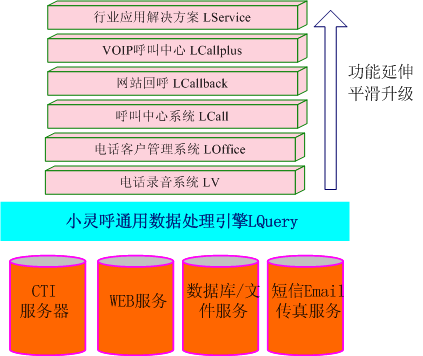 行业应用解决方案 LService
VOIP呼叫中心 LCallplus
网站回呼 LCallback
呼叫中心系统 LCall
电话客户管理系统 LOffice
电话录音系统 LV
功能延伸
平滑升级
小灵呼通用数据处理引擎LQuery
CTI
服务器
WEB服务
数据库/文
件服务
短信Email
传真服务